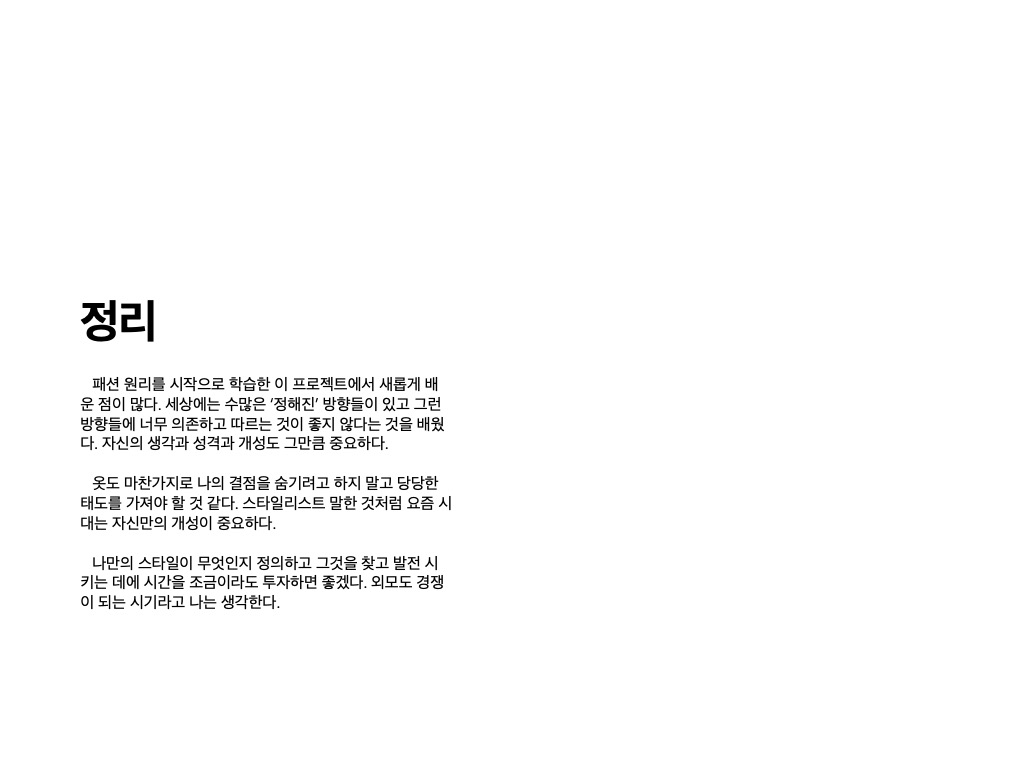 정리
패션 원리를 시작으로 학습한 이 프로젝트에서 새롭게 배
운 점이 많다. 세상에는 수많은 ‘정해진’ 방향들이 있고 그런
방향들에 너무 의존하고 따르는 것이 좋지 않다는 것을 배웠
다. 자신의 생각과 성격과 개성도 그만큼 중요하다.
옷도 마찬가지로 나의 결점을 숨기려고 하지 말고 당당한
태도를 가져야 할 것 같다. 스타일리스트 말한 것처럼 요즘 시
대는 자신만의 개성이 중요하다.
나만의 스타일이 무엇인지 정의하고 그것을 찾고 발전 시
키는 데에 시간을 조금이라도 투자하면 좋겠다. 외모도 경쟁
이 되는 시기라고 나는 생각한다.